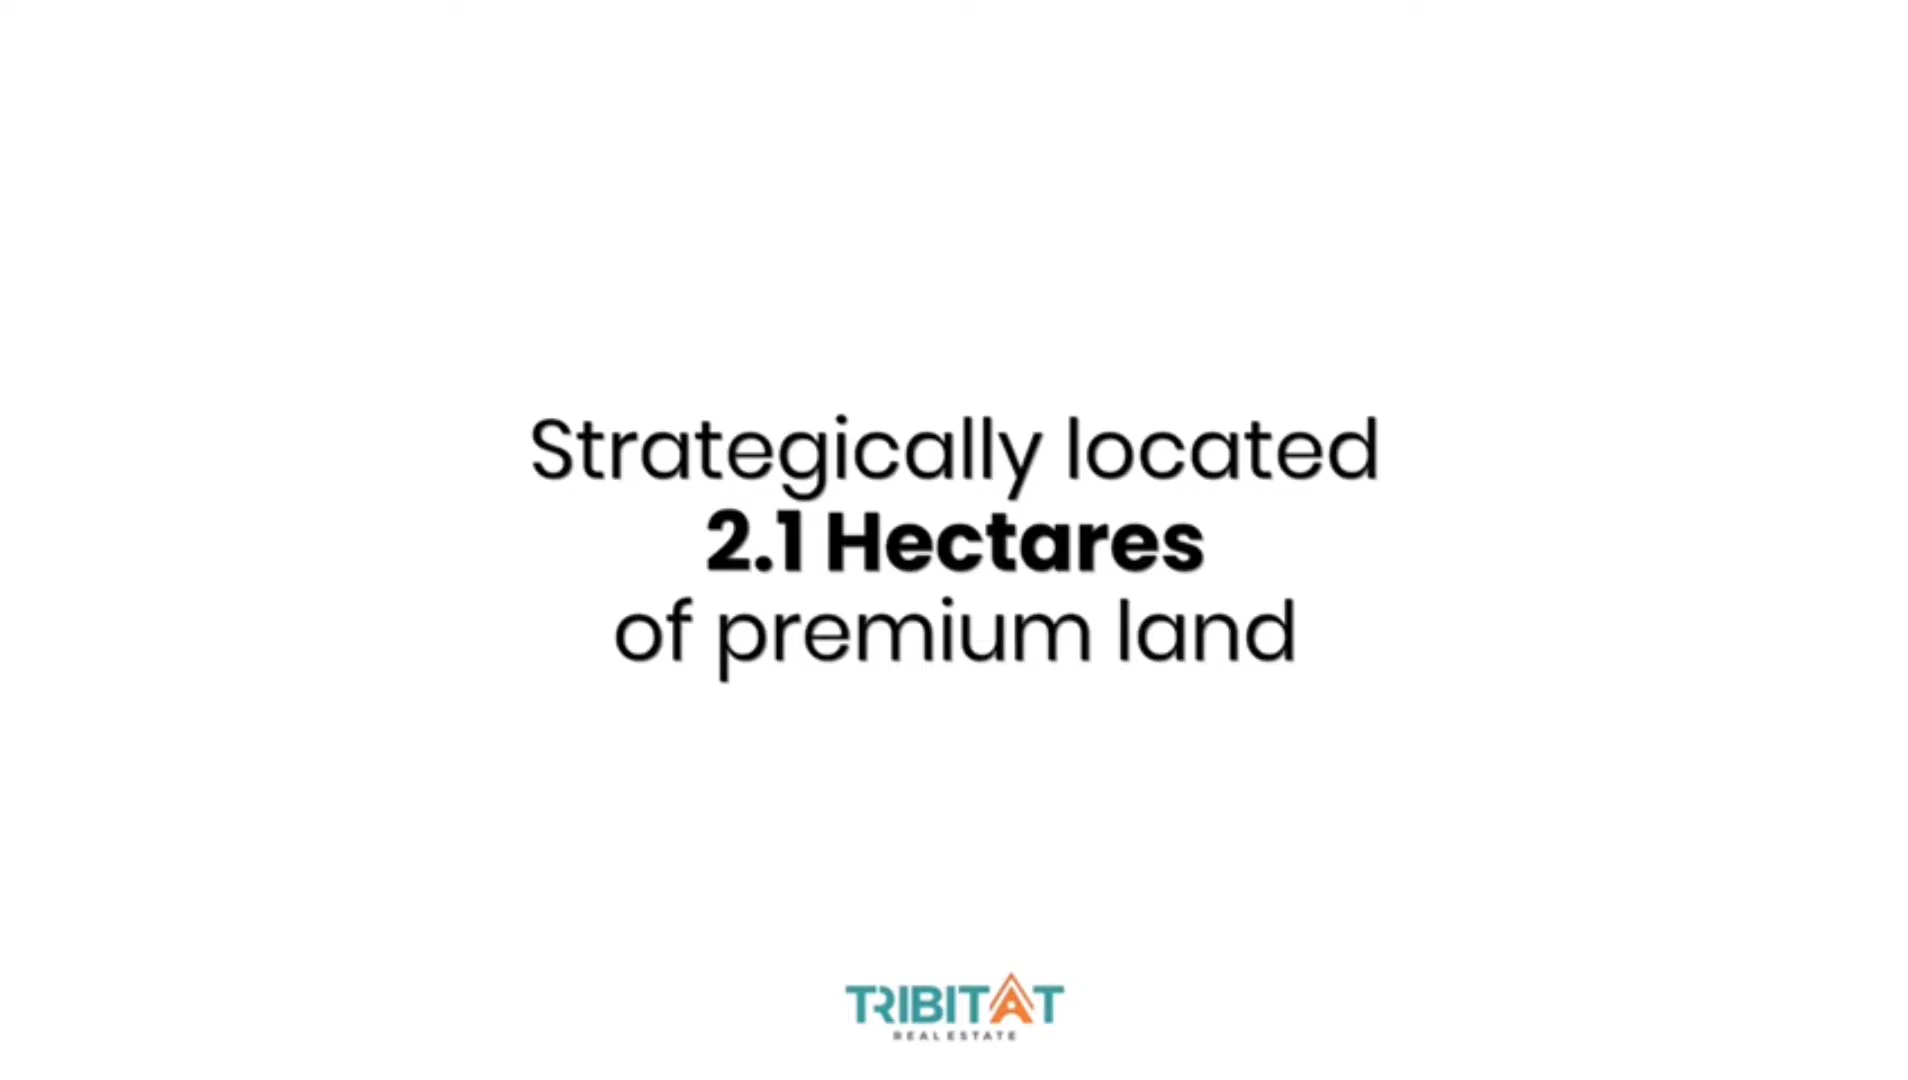 Strategically located
2.1 Hectares
of premium land
TRIBITAT
REAL ESTATE